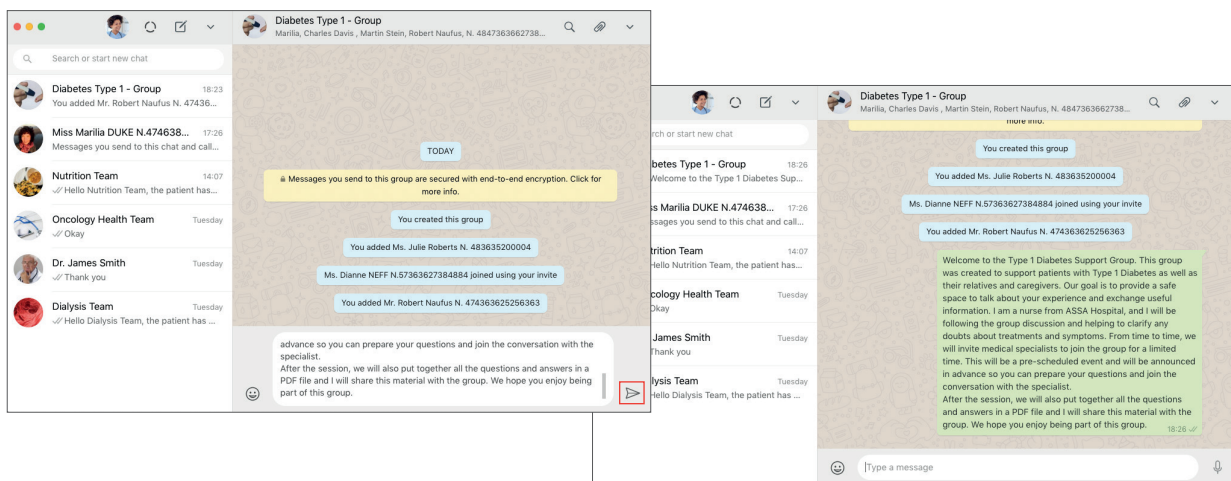 Diabetes Type 1 - Group
Marilia, Charles Davis , Martin Stein, Robert Naufus, N. 4847363662738...
Search or start new chat
Diabetes Type 1 - Group 18:23
You added Mr. Robert Naufus N. 47436...
Miss Marilia DUKE N.474638... 17:26
Messages you send to this chat and call...
Nutrition Team 14:07
Hello Nutrition Team, the patient has...
Oncology Health Team Tuesday
Okay
Dr. James Smith Tuesday
Thank you
Dialysis Team Tuesday
Hello Dialysis Team, the patient has ...
TODAY
Messages you send to this group are secured with end-to-end encryption. Click for
more info.
You created this group
You added Ms. Julie Roberts N. 483635200004
Ms. Dianne NEFF N.57363627384884 joined using your invite
You added Mr. Robert Naufus N. 474363625256363
advance so you can prepare your questions and join the conversation with the
specialist.
After the session, we will also put together all the questions and answers in a
PDF file and I will share this material with the group. We hope you enjoy being
part of this group.
Diabetes Type 1 - Group
Marilia, Charles Davis , Martin Stein, Robert Naufus, N. 4847363662738...
rch or start new chat
betes Type 1 - Group 18:26
Welcome to the Type 1 Diabetes Sup...
ss Marilia DUKE N.474638... 17:26
ssages you send to this chat and call...
trition Team 14:07
Hello Nutrition Team, the patient has...
cology Health Team Tuesday
Okay
James Smith Tuesday
Thank you
lysis Team Tuesday
Hello Dialysis Team, the patient has ...
more info.
You created this group
You added Ms. Julie Roberts N. 483635200004
Ms. Dianne NEFF N.57363627384884 joined using your invite
You added Mr. Robert Naufus N. 474363625256363
Welcome to the Type 1 Diabetes Support Group. This group
was created to support patients with Type 1 Diabetes as well as
their relatives and caregivers. Our goal is to provide a safe
space to talk about your experience and exchange useful
information. I am a nurse from ASSA Hospital, and I will be
following the group discussion and helping to clarify any
doubts about treatments and symptoms. From time to time, we
will invite medical specialists to join the group for a limited
time. This will be a pre-scheduled event and will be announced
in advance so you can prepare your questions and join the
conversation with the specialist.
After the session, we will also put together all the questions
and answers in a PDF file and I will share this material with the
group. We hope you enjoy being part of this group. 18:26
Type a message